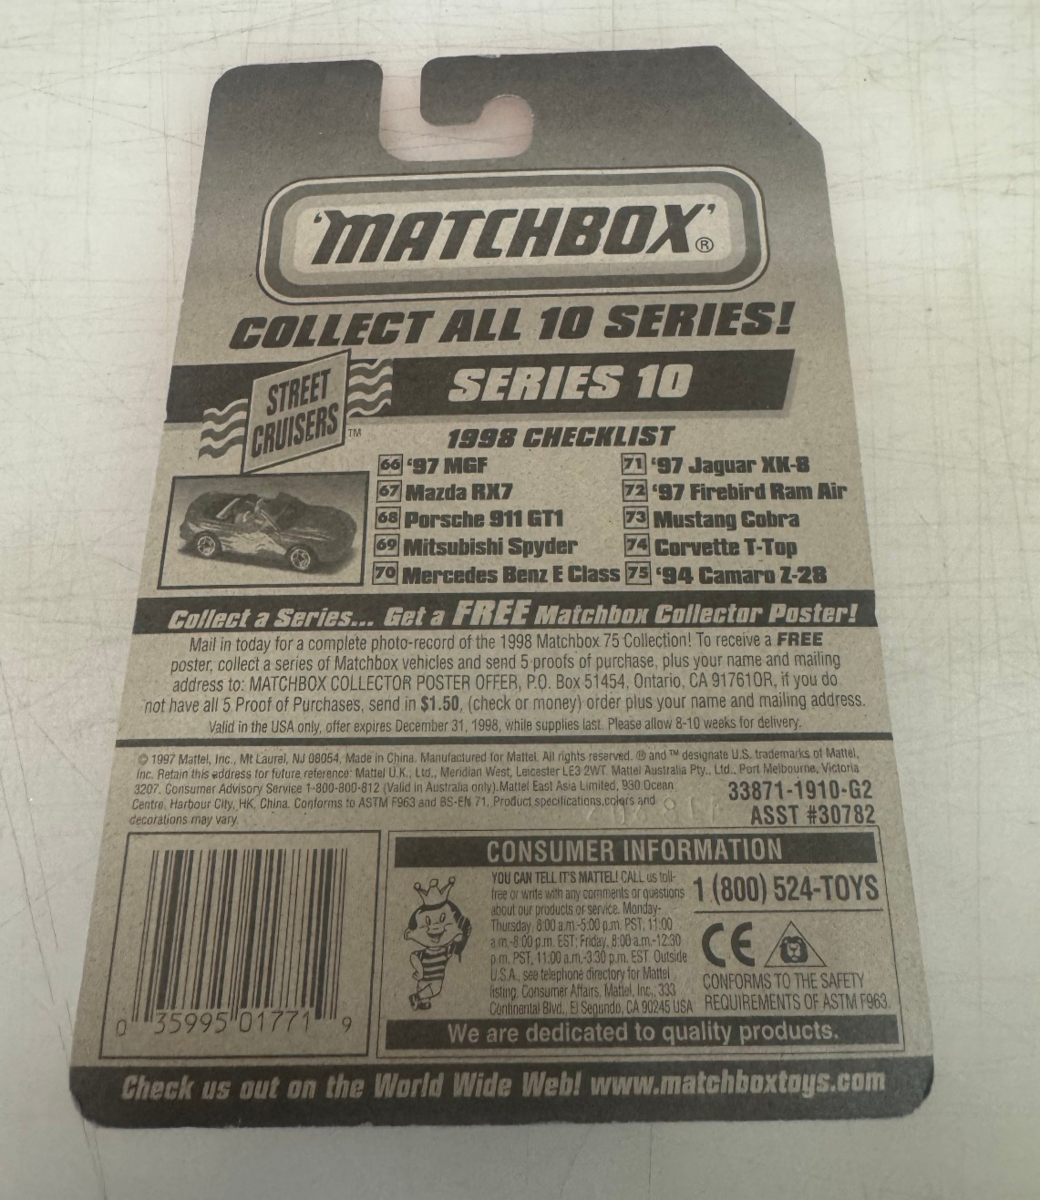 'MATCHBOX'®
COLLECT ALL 10 SERIES!
STREET
CRUISERS™
SERIES 10
1998 CHECKLIST
66 '97 MGF
67 Mazda RX7
68 Porsche 911 GT1
69 Mitsubishi Spyder
70 Mercedes Benz E Class
71 '97 Jaguar XK-8
72 '97 Firebird Ram Air
73 Mustang Cobra
74 Corvette T-Top
75 '94 Camaro Z-28
Collect a Series... Get a FREE Matchbox Collector Poster!
Mail in today for a complete photo-record of the 1998 Matchbox 75 Collection! To receive a FREE
poster, collect a series of Matchbox vehicles and send 5 proofs of purchase, plus your name and mailing
address to: MATCHBOX COLLECTOR POSTER OFFER, P.O. Box 51454, Ontario, CA 917610R, if you do
not have all 5 Proof of Purchases, send in $1.50, (check or money) order plus your name and mailing address.
Valid in the USA only, offer expires December 31, 1998, while supplies last. Please allow 8-10 weeks for delivery.
© 1997 Mattel, Inc., Mt Laurel, NJ 08054, Made in China. Manufactured for Mattel. All rights reserved. ® and ™ designate U.S. trademarks of Mattel,
Inc. Retain this address for future reference: Mattel U.K., Ltd., Meridian West, Leicester LE3 2WT. Mattel Australia Pty., Ltd., Port Melbourne, Victoria
3207. Consumer Advisory Service 1-800-800-812 (Valid in Australia only). Mattel East Asia Limited, 930 Ocean
Centre, Harbour City, HK, China. Conforms to ASTM F963 and BS-EN 71. Product specifications, colors and
decorations may vary.
33871-1910-G2
ASST #30782
CONSUMER INFORMATION
YOU CAN TELL IT'S MATTEL! CALL us toll-
free or write with any comments or questions
about our products or service. Monday-
Thursday, 8:00 a.m.-5:00 p.m. PST, 11:00
a.m.-8:00 p.m. EST; Friday, 8:00 a.m.-12:30
p.m. PST, 11:00 a.m.-3:30 p.m. EST. Outside
U.S.A., see telephone directory for Mattel
listing. Consumer Affairs, Mattel, Inc., 333
Continental Blvd., El Segundo, CA 90245 USA
1 (800) 524-TOYS
CE
CONFORMS TO THE SAFETY
REQUIREMENTS OF ASTM F963.
We are dedicated to quality products.
0 35995 01771 9
Check us out on the World Wide Web! www.matchboxtoys.com